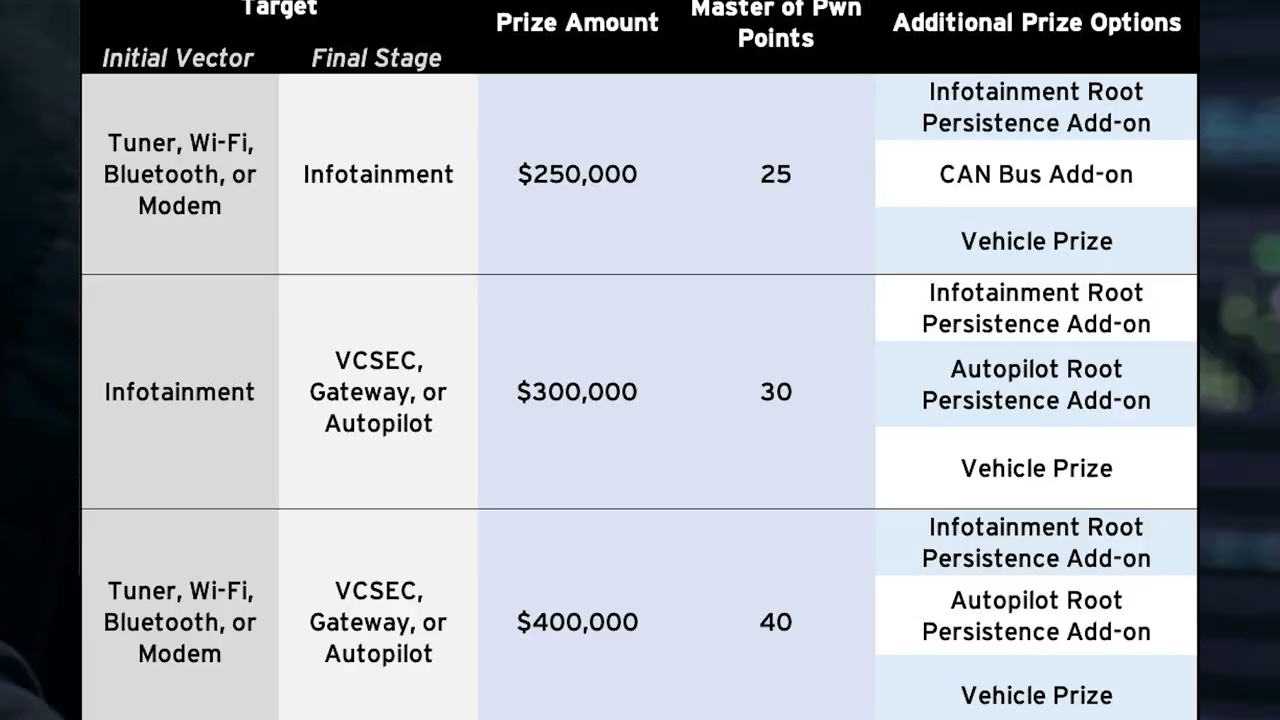 Target
Prize Amount
Master of Pwn
Points
Additional Prize Options
Initial Vector
Final Stage
Tuner, Wi-Fi,
Bluetooth, or
Modem
Infotainment
$250,000
25
Infotainment Root
Persistence Add-on
CAN Bus Add-on
Vehicle Prize
Infotainment
VCSEC,
Gateway, or
Autopilot
$300,000
30
Infotainment Root
Persistence Add-on
Autopilot Root
Persistence Add-on
Vehicle Prize
Tuner, Wi-Fi,
Bluetooth, or
Modem
VCSEC,
Gateway, or
Autopilot
$400,000
40
Infotainment Root
Persistence Add-on
Autopilot Root
Persistence Add-on
Vehicle Prize